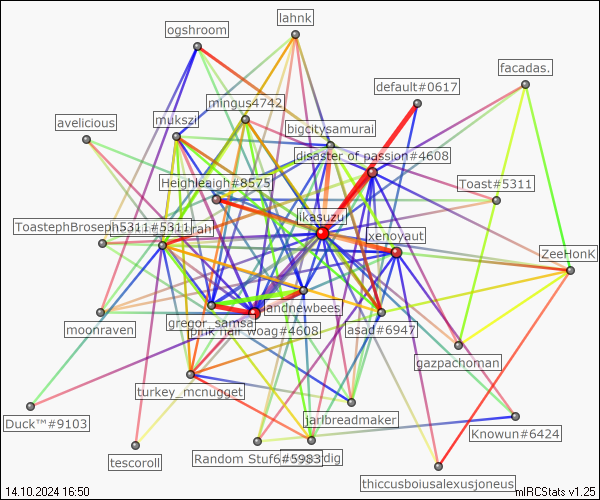 lahnk
ogshroom
facadas.
default#0617
mingus4742
avelicious
mukszi
bigcitysamurai
disaster of passion#4608
Heighleaigh#8575
Toast#5311
ikasuzu
ToastephBroseph5311#5311
rah
xenoyaut
ZeeHonK
landnewbees
gregor_samsa
moonraven
pink hair woag#4608
asad#6947
gazpachoman
turkey_mcnugget
Duck™#9103
jarlbreadmaker
Knowun#6424
tescoroll
Random Stuf6#5983
dig
thiccusboiusalexusjoneus
14.10.2024 16:50
mIRCStats v1.25